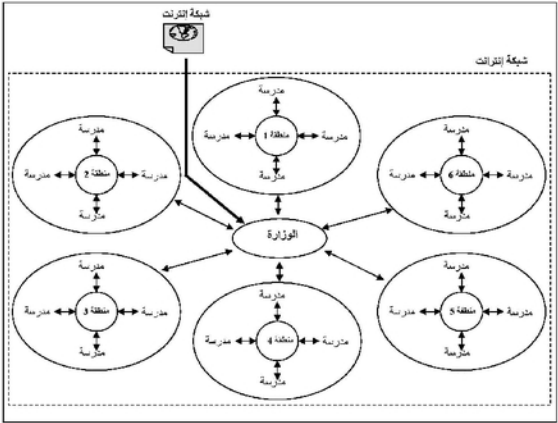 شبكة إنترنت
شبكة إنترانت
مدرسة
مدرسة منطقة 1 مدرسة
مدرسة
مدرسة
مدرسة منطقة 2 مدرسة
مدرسة
مدرسة
مدرسة منطقة 6 مدرسة
مدرسة
الوزارة
مدرسة
مدرسة منطقة 3 مدرسة
مدرسة
مدرسة
مدرسة منطقة 4 مدرسة
مدرسة
مدرسة
مدرسة منطقة 5 مدرسة
مدرسة